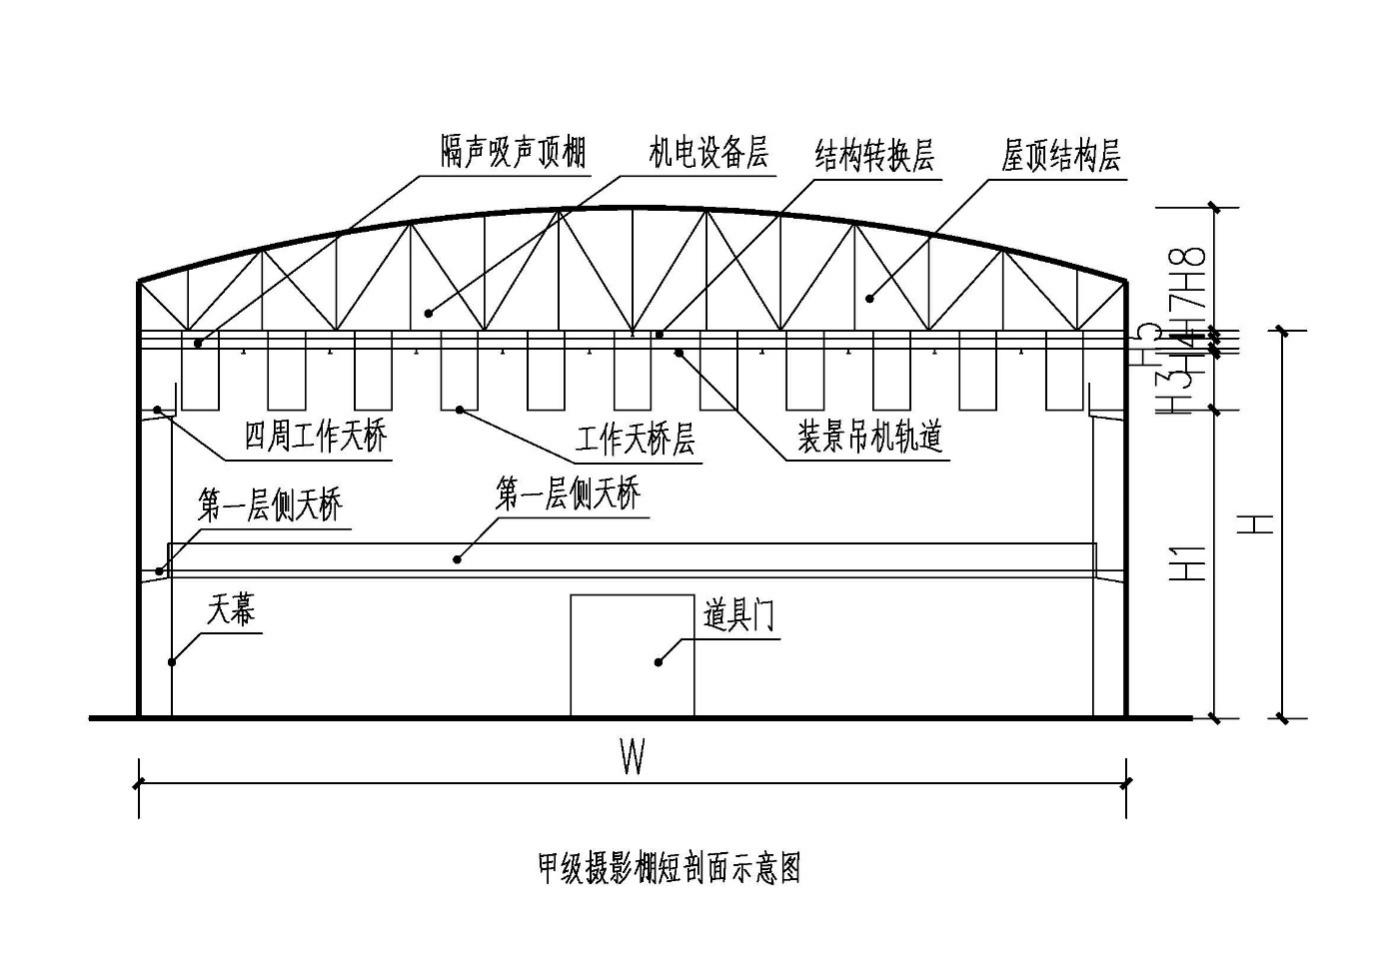 隔声吸声顶棚
机电设备层
结构转换层
屋顶结构层
H7H8
H5
H4
H3
四周工作天桥
工作天桥层
装景吊机轨道
第一层侧天桥
第一层侧天桥
H
H1
天幕
道具门
W
甲级摄影棚短剖面示意图